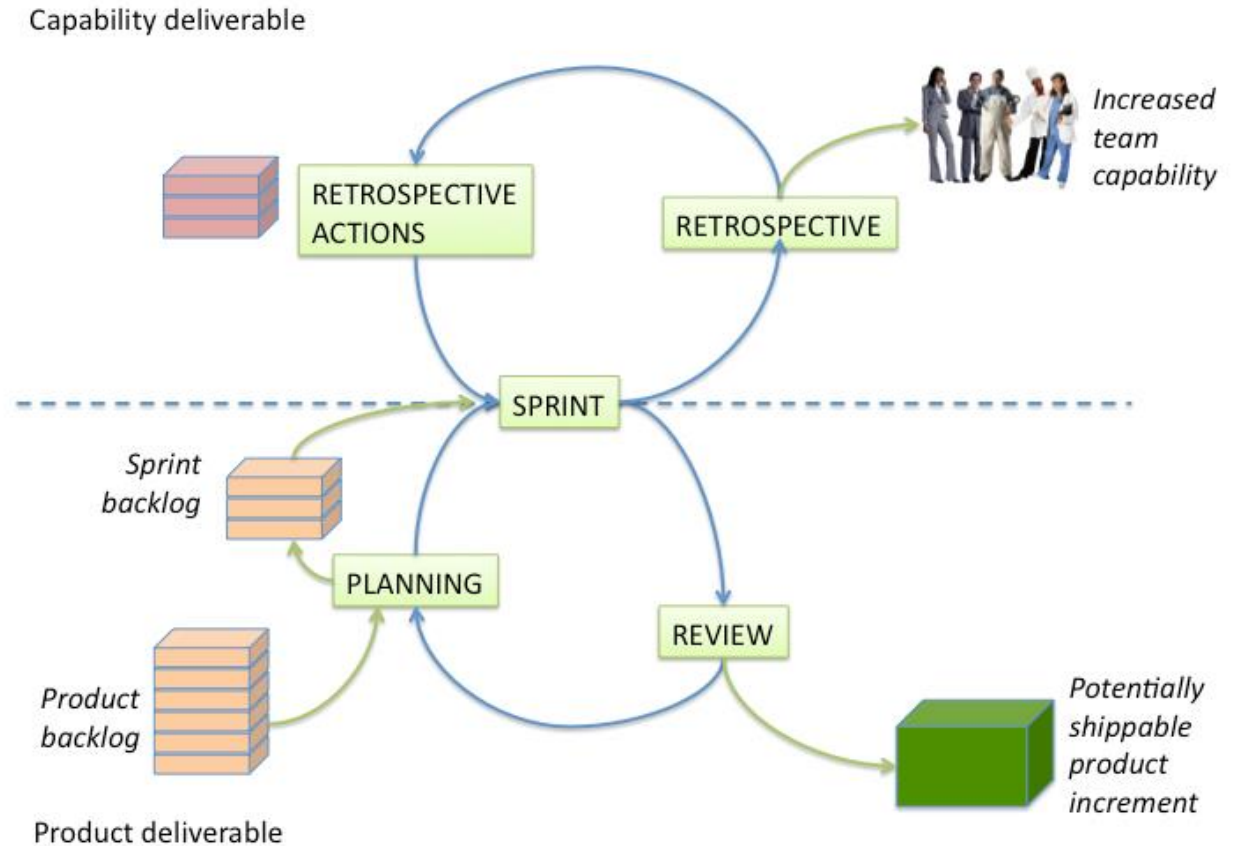 Capability deliverable
Increased
team
capability
RETROSPECTIVE
ACTIONS
RETROSPECTIVE
SPRINT
Sprint
backlog
PLANNING
REVIEW
Product
backlog
Potentially
shippable
product
increment
Product deliverable